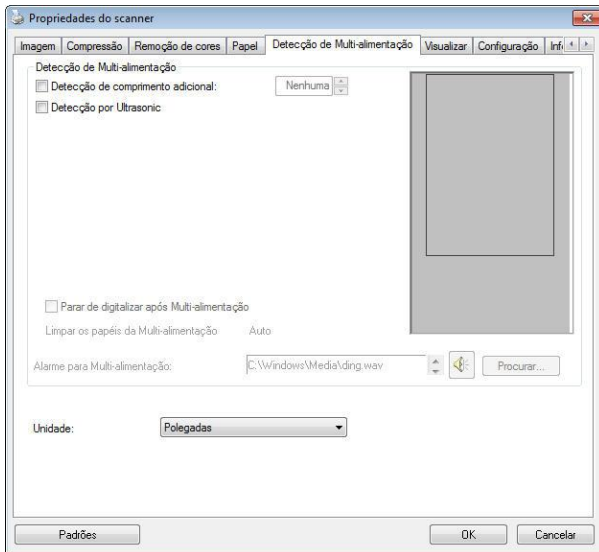 Propriedades do scanner
Imagem Compressão Remoção de cores Papel Detecção de Multi-alimentação Visualizar Configuração
Detecção de Multi-alimentação
Detecção de comprimento adicional: Nenhuma
Detecção por Ultrasonic
Parar de digitalizar após Multi-alimentação
Limpar os papéis da Multi-alimentação Auto
Alarme para Multi-alimentação: C:\Windows\Media\ding.wav Procurar...
Unidade: Polegadas
Padrões OK Cancelar